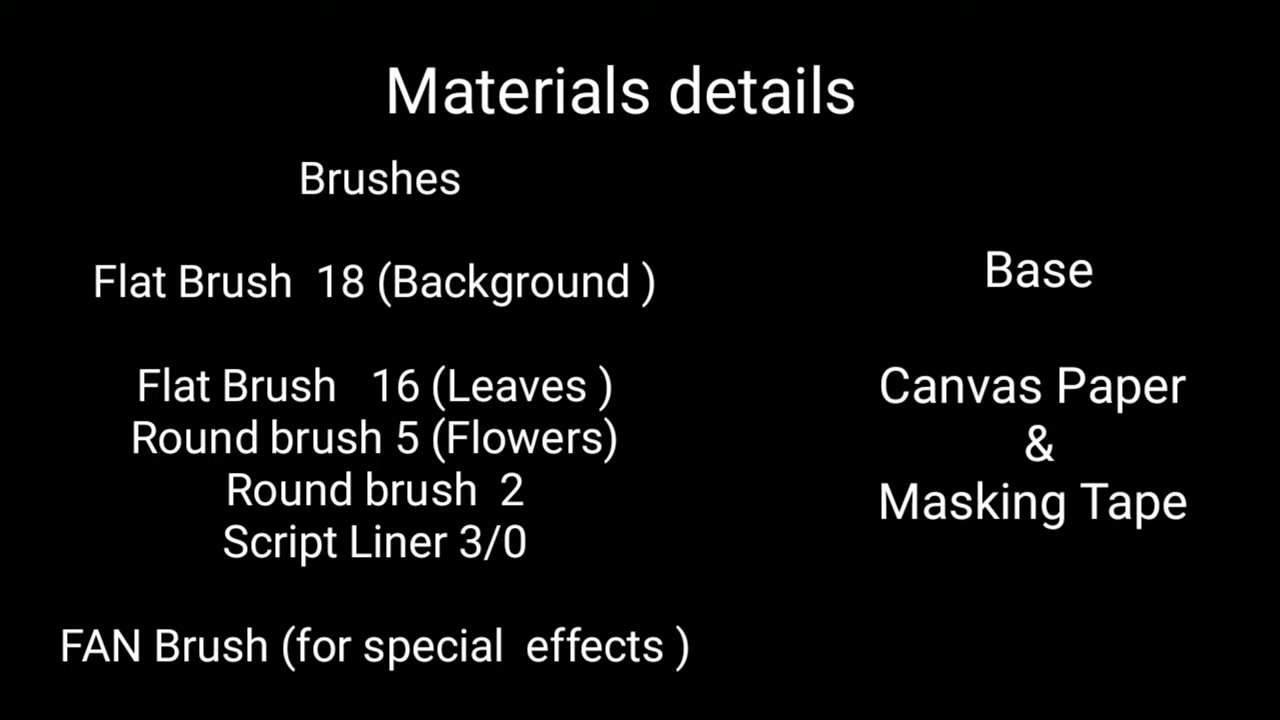 Materials details
Brushes
Flat Brush 18 (Background )
Flat Brush 16 (Leaves )
Round brush 5 (Flowers)
Round brush 2
Script Liner 3/0
FAN Brush (for special effects )
Base
Canvas Paper
&
Masking Tape